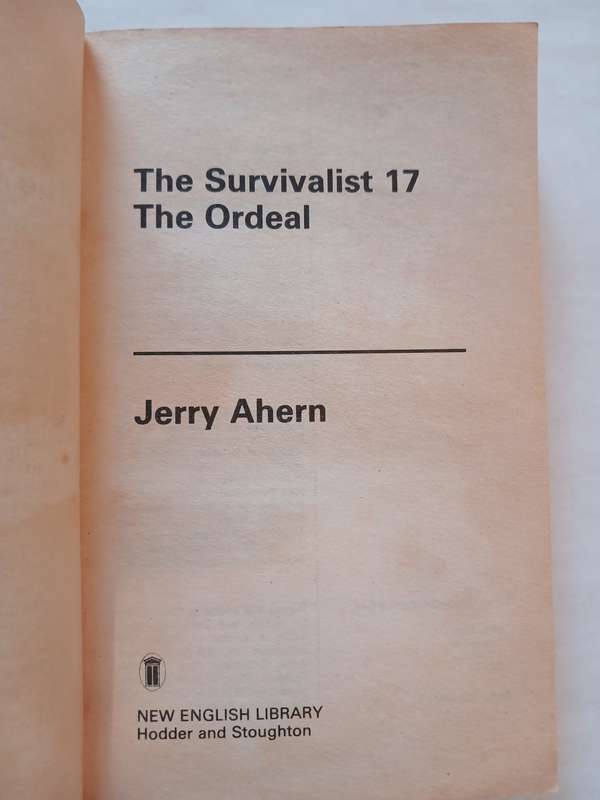 The Survivalist 17
The Ordeal
Jerry Ahern
NEW ENGLISH LIBRARY
Hodder and Stoughton